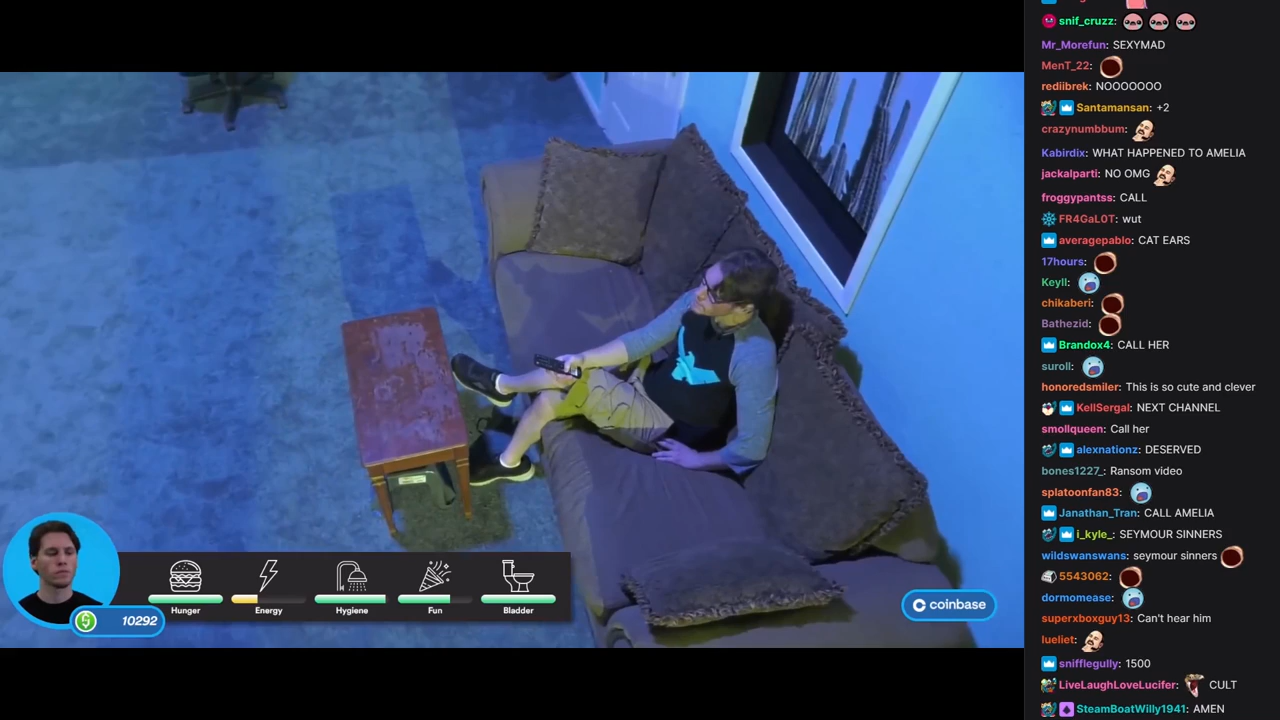 snif_cruzz:
Mr_Morefun: SEXYMAD
MenT_22:
rediibrek: NOOOOOOO
Santamansan: +2
crazynumbbum:
Kabirdix: WHAT HAPPENED TO AMELIA
jackalparti: NO OMG
froggypantss: CALL
FR4GaL0T: wut
averagepablo: CAT EARS
17hours:
Keyll:
chikaberi:
Bathezid:
Brandox4: CALL HER
suroll:
honoredsmiler: This is so cute and clever
KellSergal: NEXT CHANNEL
smollqueen: Call her
alexnationz: DESERVED
bones1227_: Ransom video
splatoonfan83:
Janathan_Tran: CALL AMELIA
i_kyle_: SEYMOUR SINNERS
wildswanswans: seymour sinners
5543062:
dormomease:
superxboxguy13: Can't hear him
lueliet:
snifflegully: 1500
LiveLaughLoveLucifer: CULT
SteamBoatWilly1941: AMEN
Hunger
Energy
Hygiene
Fun
Bladder
10292
coinbase